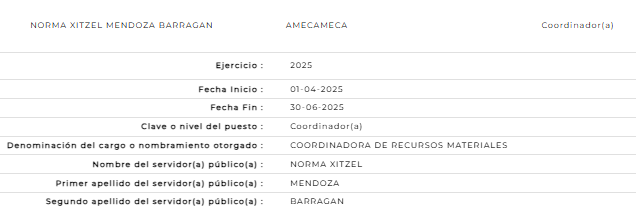 NORMA XITZEL MENDOZA BARRAGAN AMECAMECA Coordinador(a)
Ejercicio : 2025
Fecha Inicio : 01-04-2025
Fecha Fin : 30-06-2025
Clave o nivel del puesto : Coordinador(a)
Denominación del cargo o nombramiento otorgado : COORDINADORA DE RECURSOS MATERIALES
Nombre del servidor(a) público(a) : NORMA XITZEL
Primer apellido del servidor(a) público(a) : MENDOZA
Segundo apellido del servidor(a) público(a) : BARRAGAN